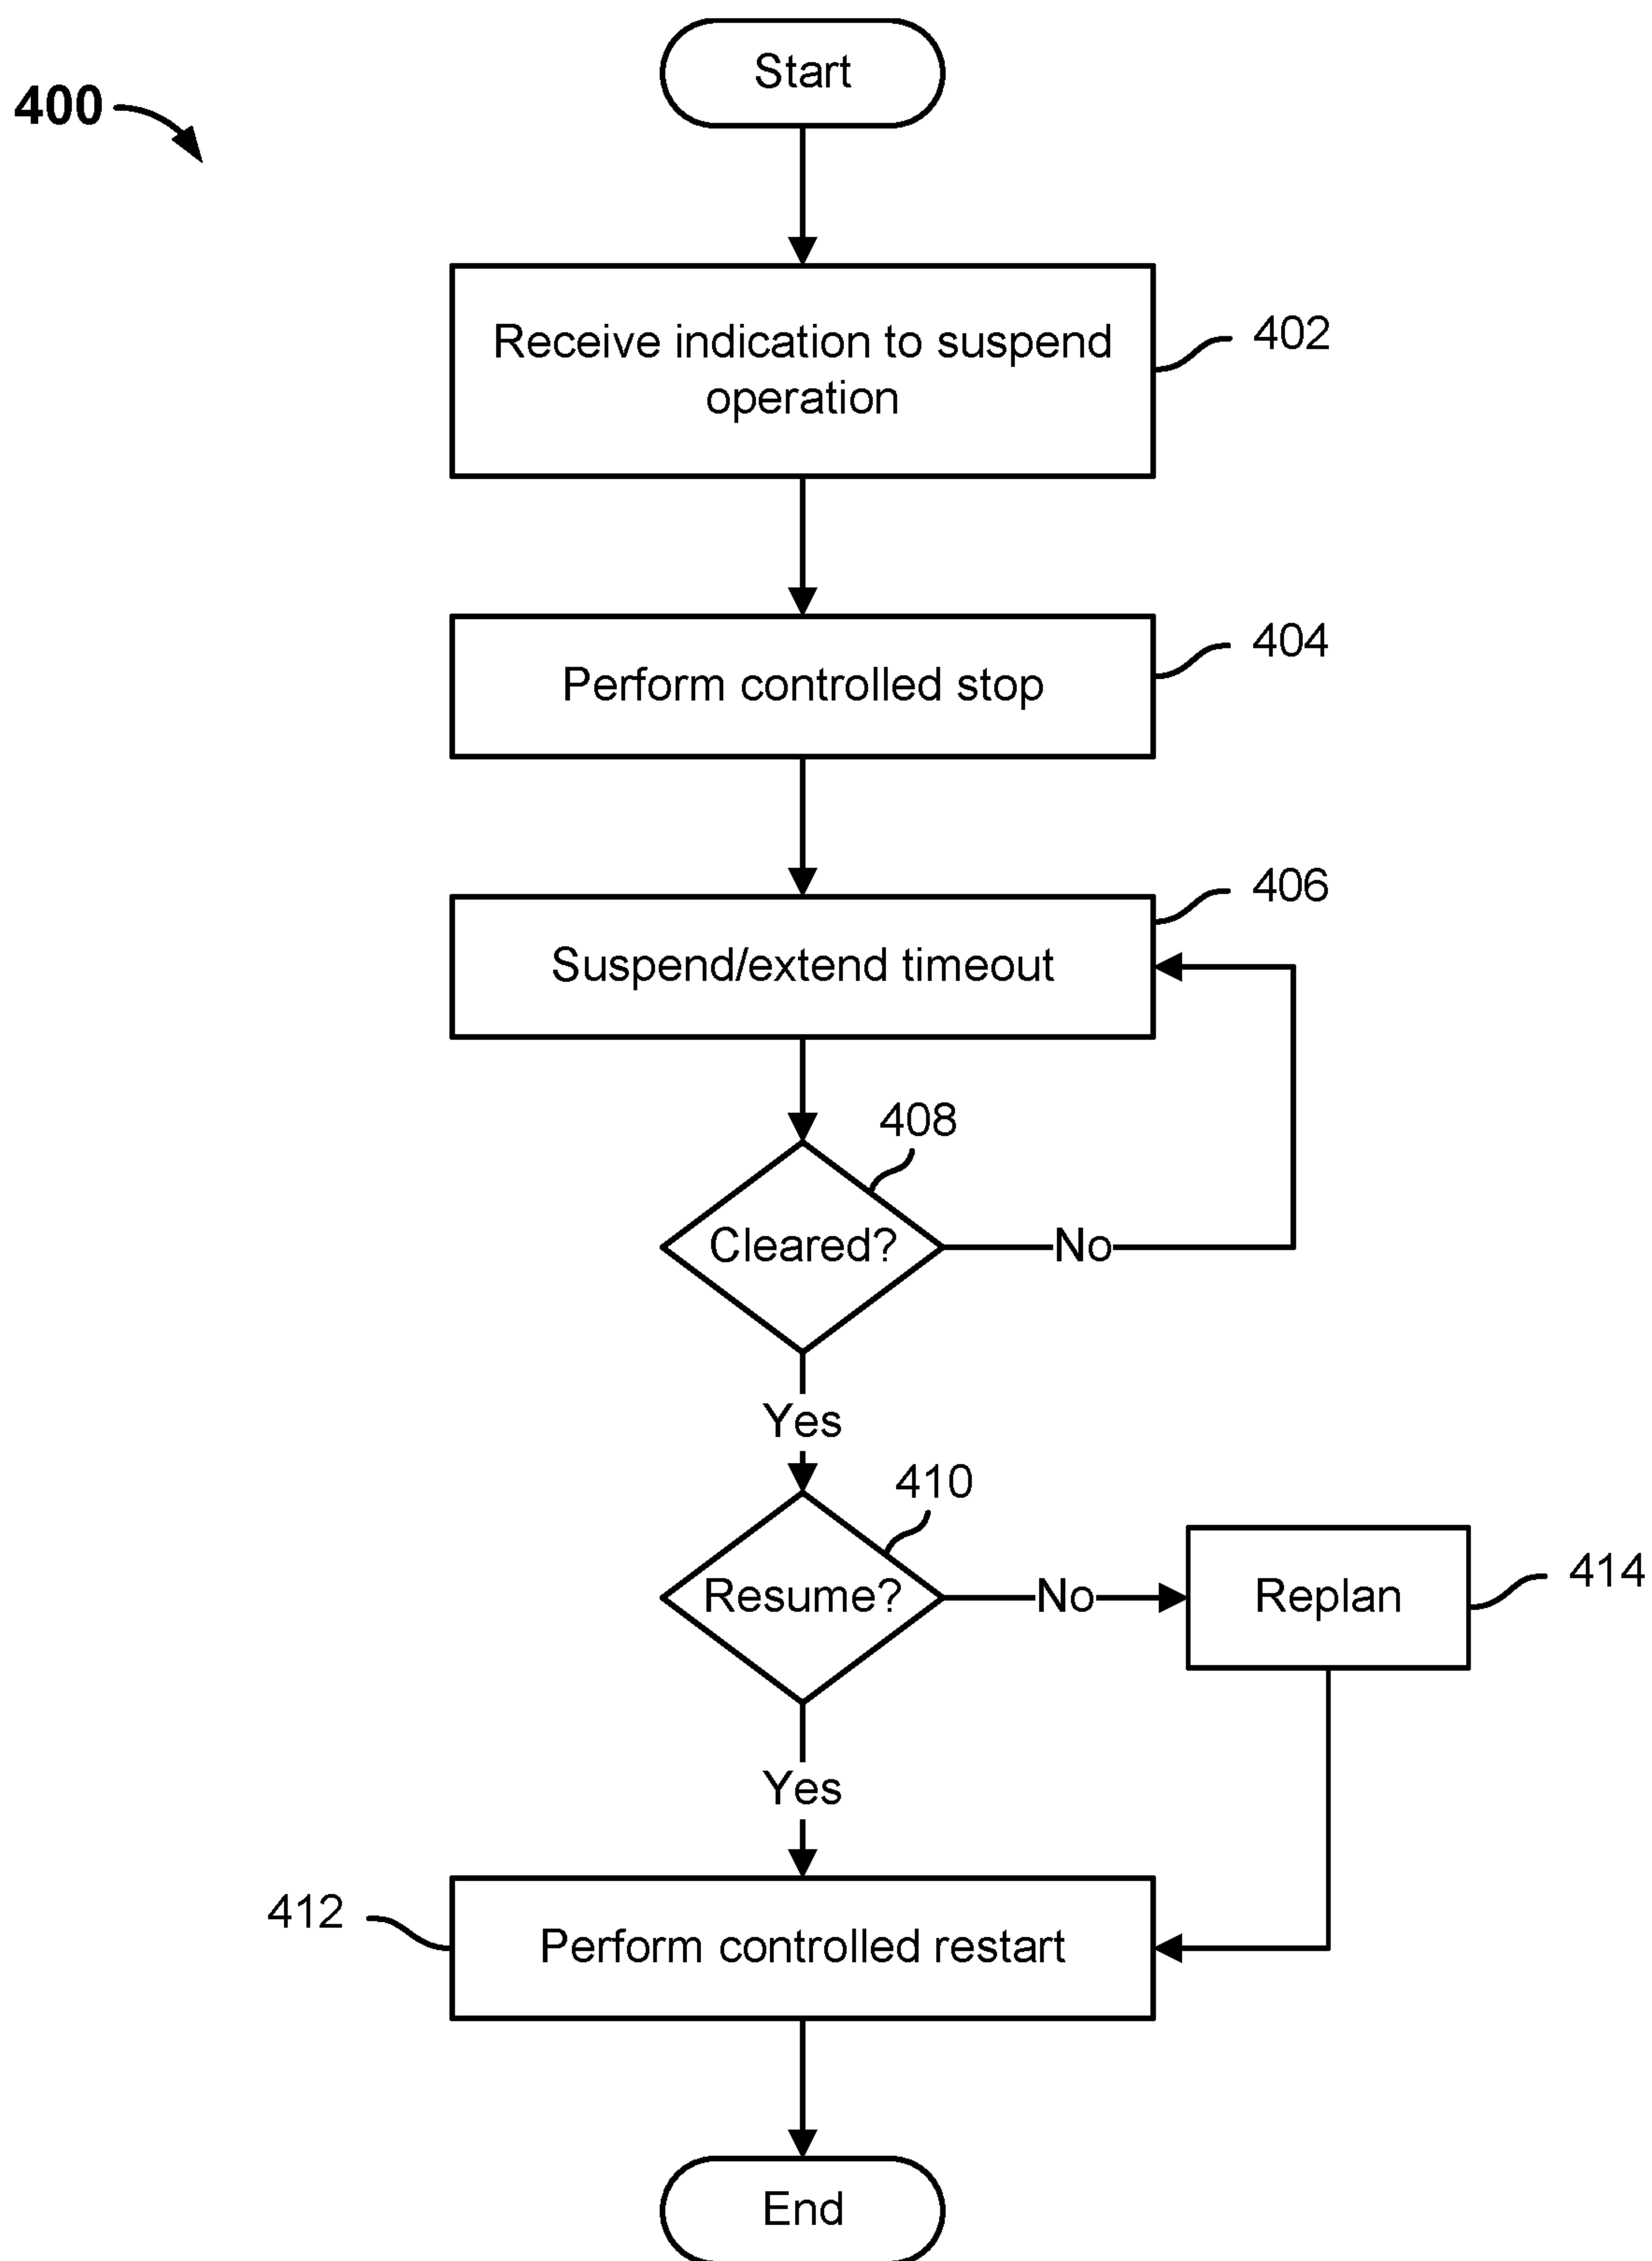 Start
400
Receive indication to suspend
operation
402
Perform controlled stop
404
406
Suspend/extend timeout
408
Cleared?
No
Yes
410
Resume?
No
Replan
414
Yes
412
Perform controlled restart
End